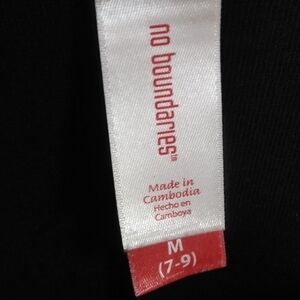 no boundaries™
Made in
Cambodia
Hecho en
Camboya
M
(7-9)